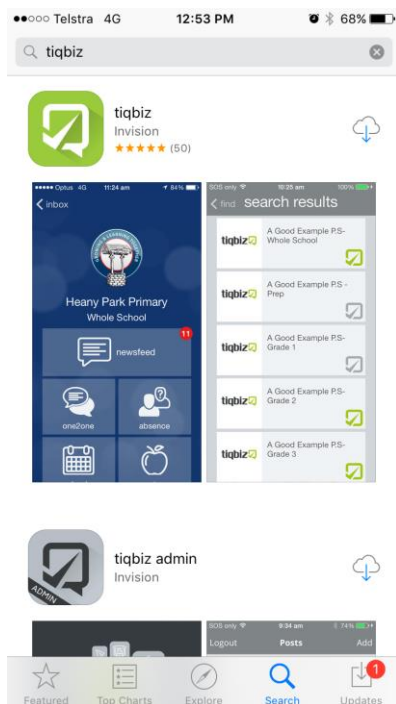 ●●○○○ Telstra 4G 12:53 PM 68%
tiqbiz
tiqbiz
Invision
★★★★★ (50)
●●●●● Optus 4G 11:24 am 84%
inbox
Heany Park Primary
Whole School
11
newsfeed
one2one
absence
SOS only 10:25 am 100%
find search results
tiqbiz A Good Example P.S-
Whole School
tiqbiz A Good Example P.S -
Prep
tiqbiz A Good Example P.S-
Grade 1
tiqbiz A Good Example P.S-
Grade 2
tiqbiz A Good Example P.S-
Grade 3
ADMIN
tiqbiz admin
Invision
SOS only 9:34 am 74%
Logout Posts Add
Featured Top Charts Explore Search Updates
1